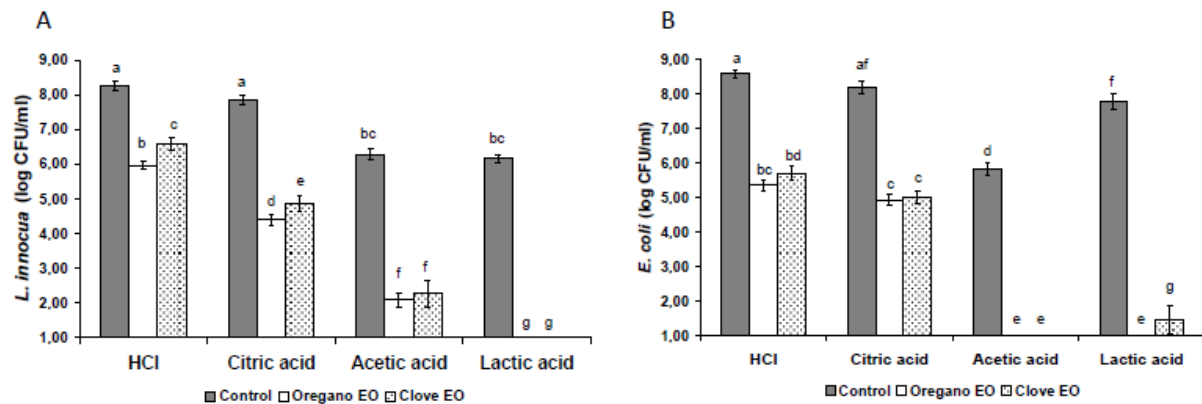 A
L. innocua (log CFU/ml)
9,00
8,00
7,00
6,00
5,00
4,00
3,00
2,00
1,00
a
b
c
a
d
e
bc
f
f
bc
g
g
HCl
Citric acid
Acetic acid
Lactic acid
Control Oregano EO Clove EO
B
E. coli (log CFU/ml)
9,00
8,00
7,00
6,00
5,00
4,00
3,00
2,00
1,00
a
bc
bd
af
c
c
d
e
e
f
e
g
HCl
Citric acid
Acetic acid
Lactic acid
Control Oregano EO Clove EO